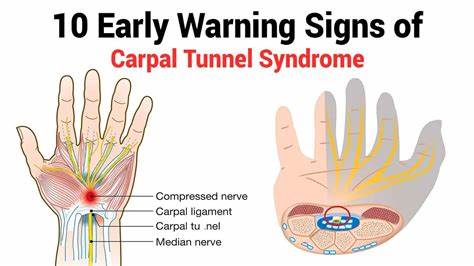 10 Early Warning Signs of
Carpal Tunnel Syndrome
Compressed nerve
Carpal ligament
Carpal tu .nel
Median nerve